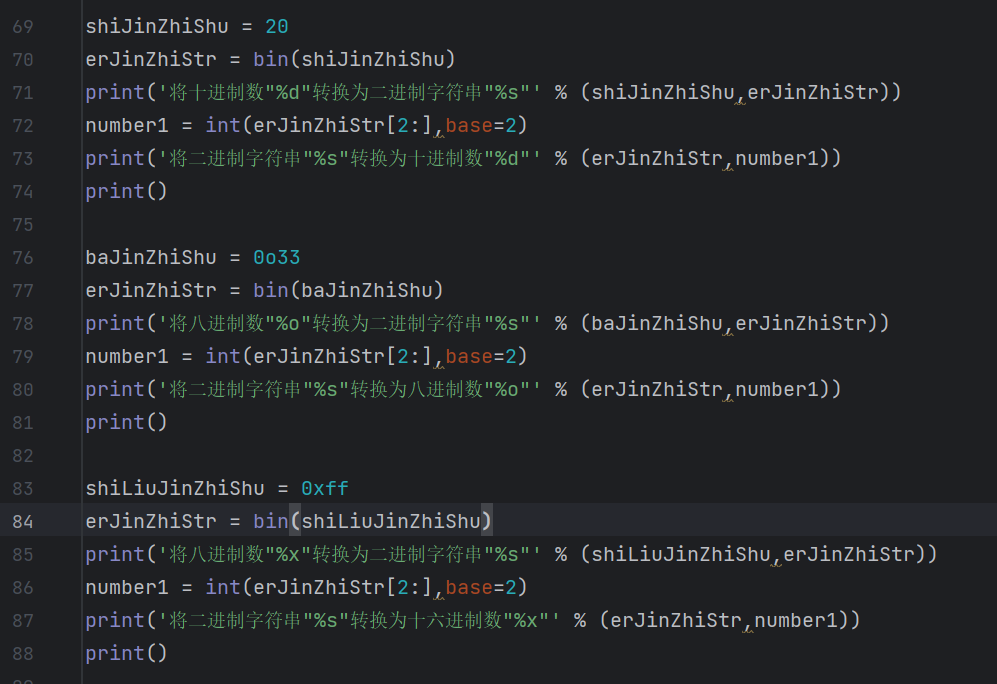 69 shiJinZhiShu = 20
70 erJinZhiStr = bin(shiJinZhiShu)
71 print('将十进制数"%d"转换为二进制字符串"%s"' % (shiJinZhiShu,erJinZhiStr))
72 number1 = int(erJinZhiStr[2:],base=2)
73 print('将二进制字符串"%s"转换为十进制数"%d"' % (erJinZhiStr,number1))
74 print()
75
76 baJinZhiShu = 0o33
77 erJinZhiStr = bin(baJinZhiShu)
78 print('将八进制数"%o"转换为二进制字符串"%s"' % (baJinZhiShu,erJinZhiStr))
79 number1 = int(erJinZhiStr[2:],base=2)
80 print('将二进制字符串"%s"转换为八进制数"%o"' % (erJinZhiStr,number1))
81 print()
82
83 shiLiuJinZhiShu = 0xff
84 erJinZhiStr = bin(shiLiuJinZhiShu)
85 print('将八进制数"%x"转换为二进制字符串"%s"' % (shiLiuJinZhiShu,erJinZhiStr))
86 number1 = int(erJinZhiStr[2:],base=2)
87 print('将二进制字符串"%s"转换为十六进制数"%x"' % (erJinZhiStr,number1))
88 print()